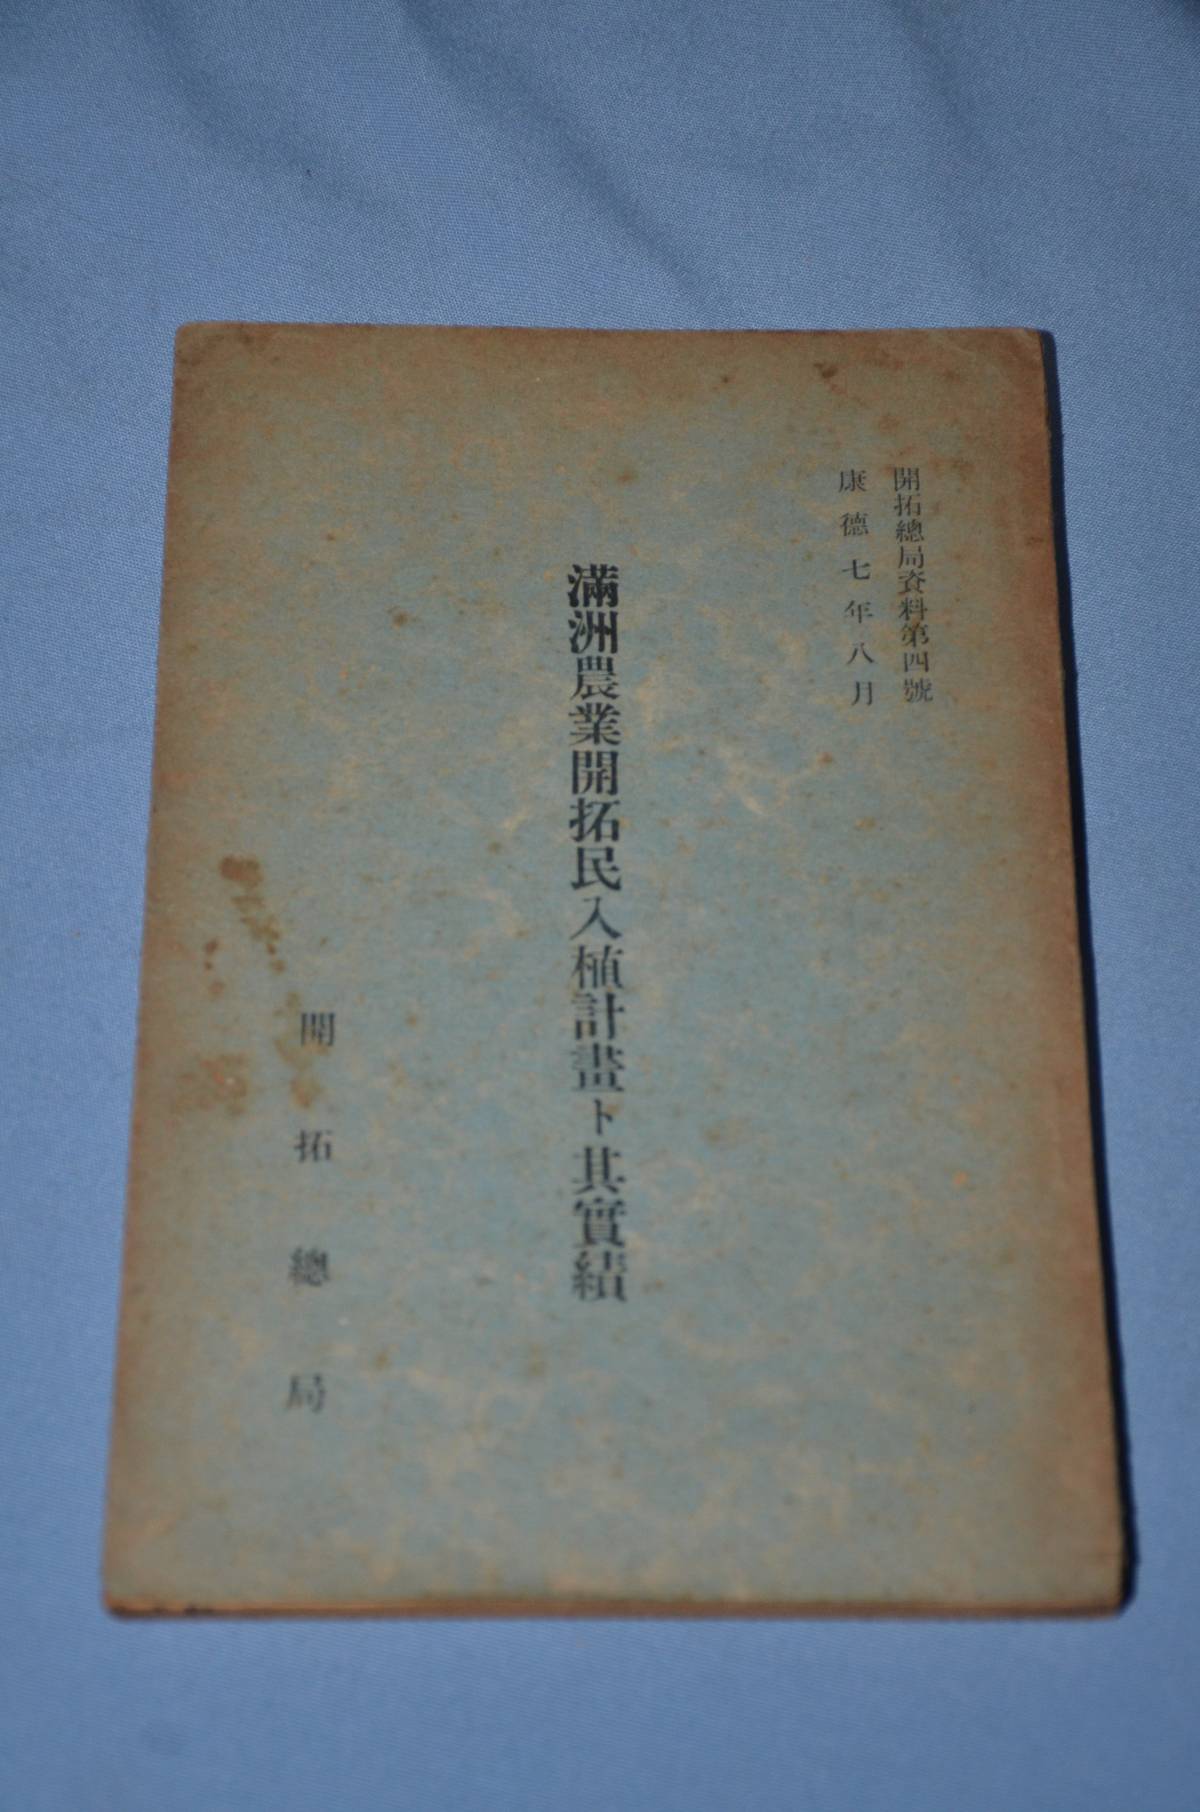 開拓總局資料第四號
康德七年八月
滿洲農業開拓民入植計畫ト其實績
開拓總局